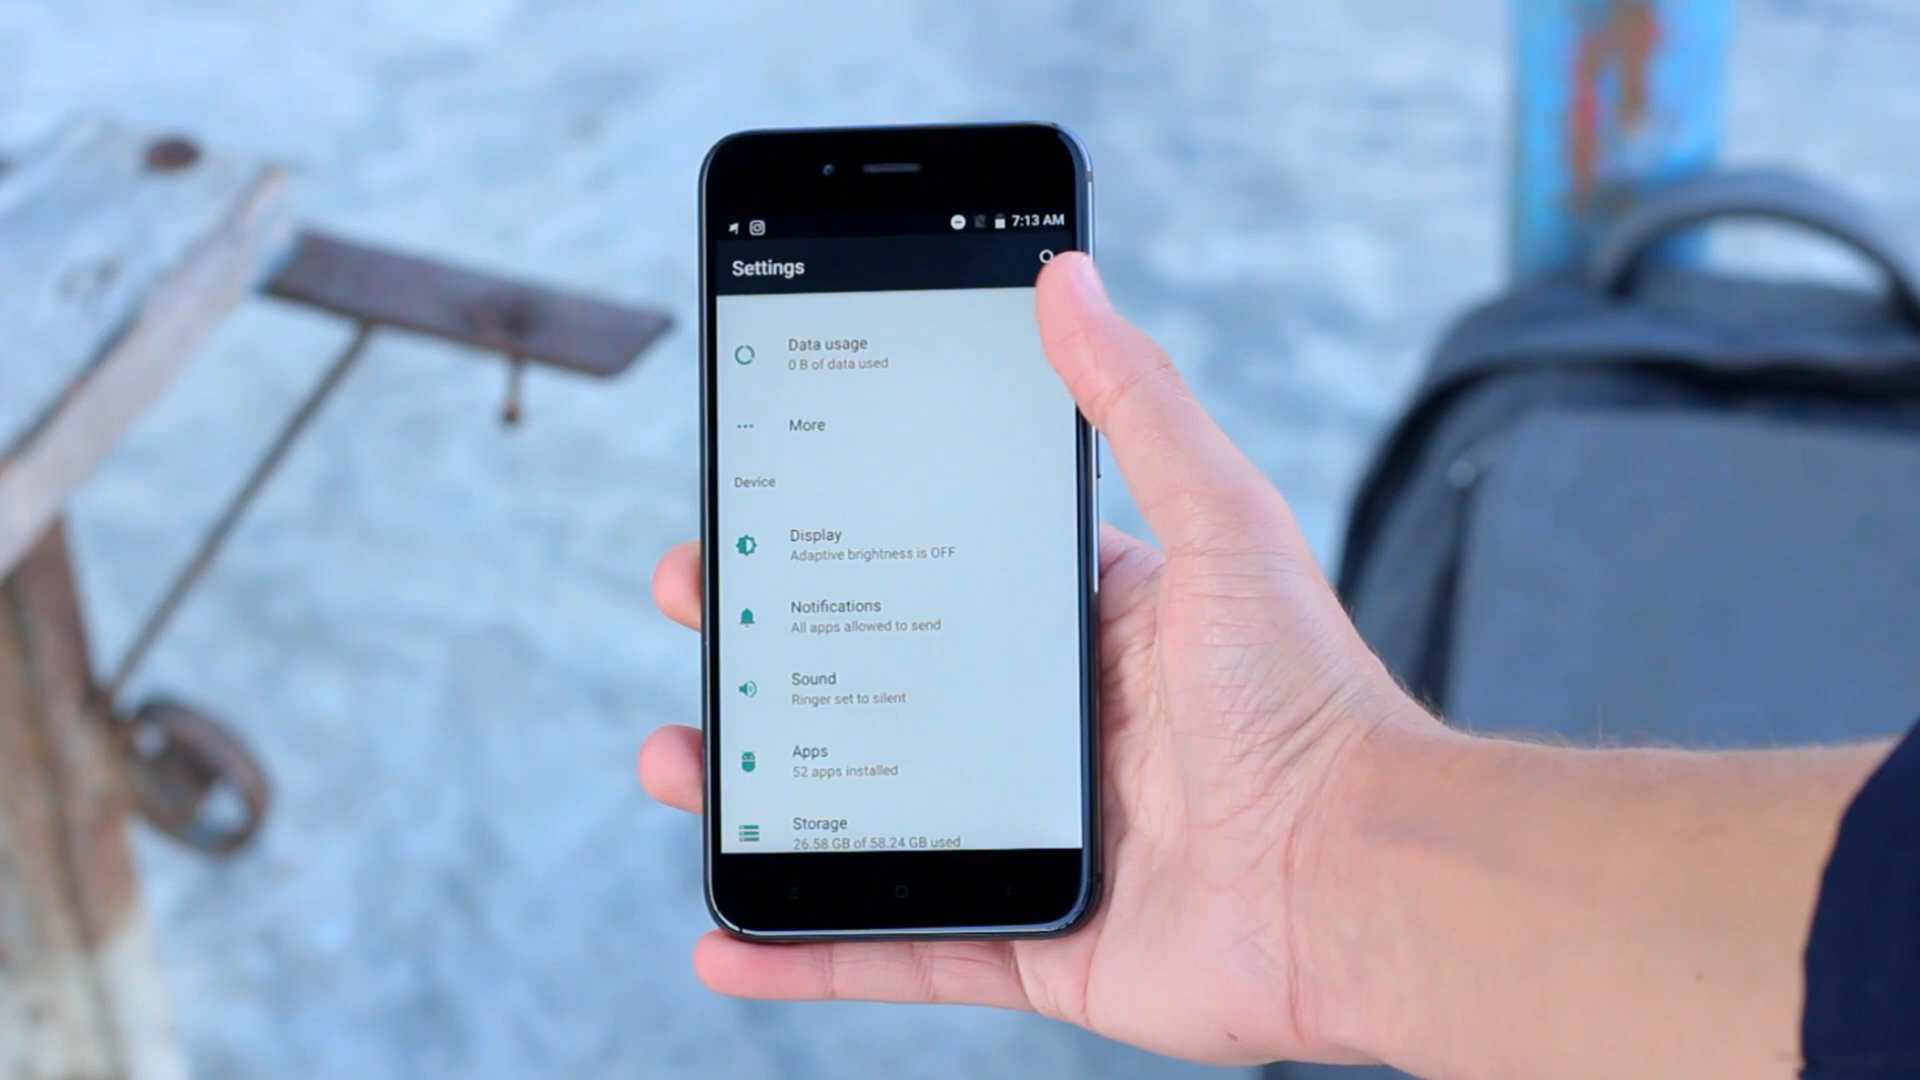 7:13 AM
Settings
Data usage
0 B of data used
More
Device
Display
Adaptive brightness is OFF
Notifications
All apps allowed to send
Sound
Ringer set to silent
Apps
52 apps installed
Storage
26.58 GB of 58.24 GB used